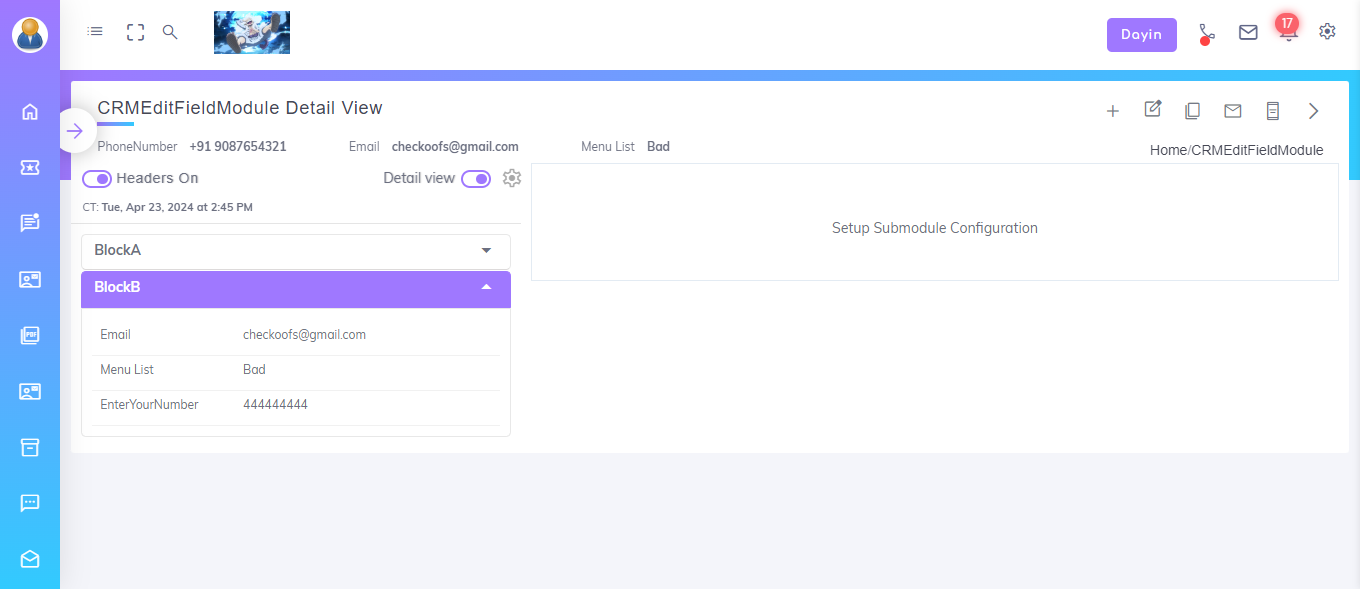 Dayin
17
CRMEditFieldModule Detail View
PhoneNumber +91 9087654321 Email checkoofs@gmail.com Menu List Bad
Home/CRMEditFieldModule
Headers On Detail view
CT: Tue, Apr 23, 2024 at 2:45 PM
Setup Submodule Configuration
BlockA
BlockB
Email checkoofs@gmail.com
Menu List Bad
EnterYourNumber 444444444
PDF